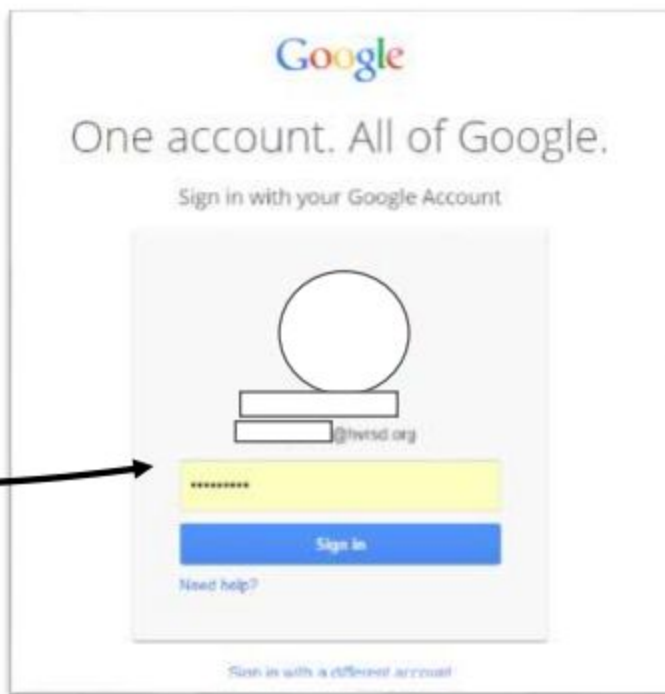 Google
One account. All of Google.
Sign in with your Google Account
@hvrsd.org
•••••••••
Sign in
Need help?
Sign in with a different account